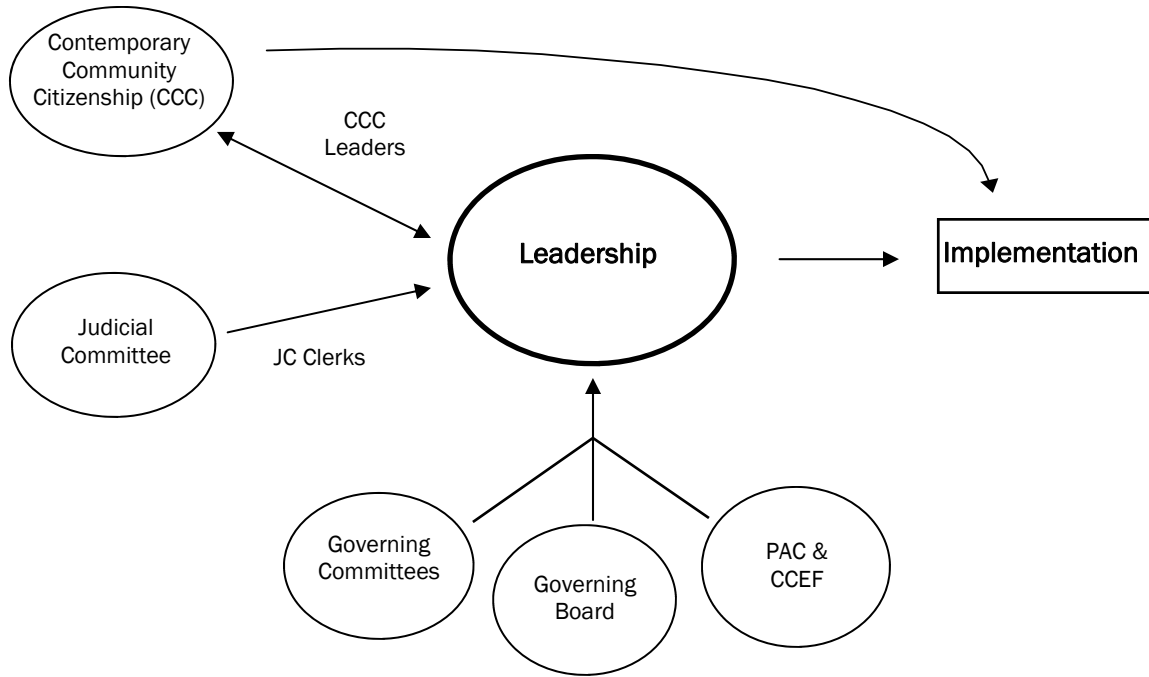 Contemporary
Community
Citizenship (CCC)
CCC
Leaders
Leadership
Implementation
Judicial
Committee
JC Clerks
Governing
Committees
Governing
Board
PAC &
CCEF